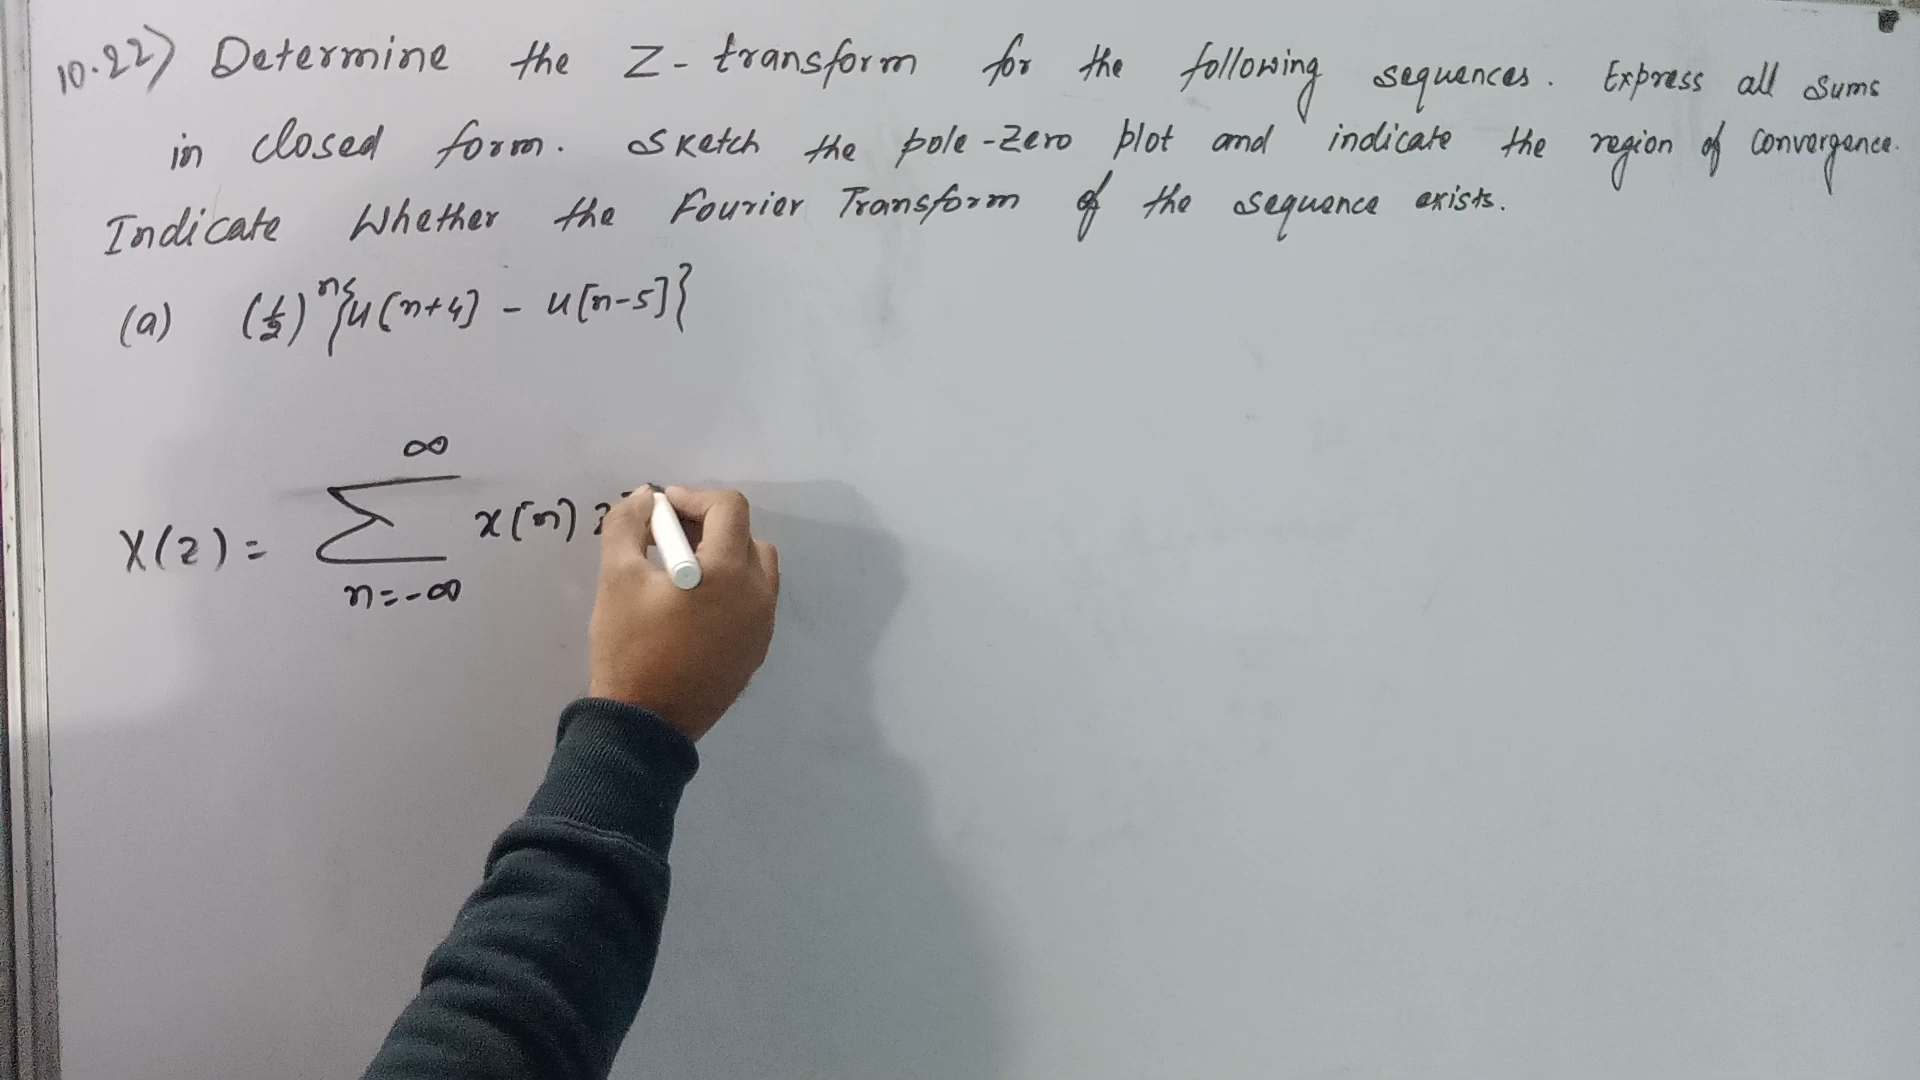 10.22) Determine the Z-transform for the following sequences. Express all sums
in closed form. Sketch the pole-zero plot and indicate the region of convergence.
Indicate Whether the Fourier Transform of the sequence exists.
(a) (1/2)^n {u[n+4] - u[n-5]}
∞
X(z) = ∑ x[n] z
n=-∞